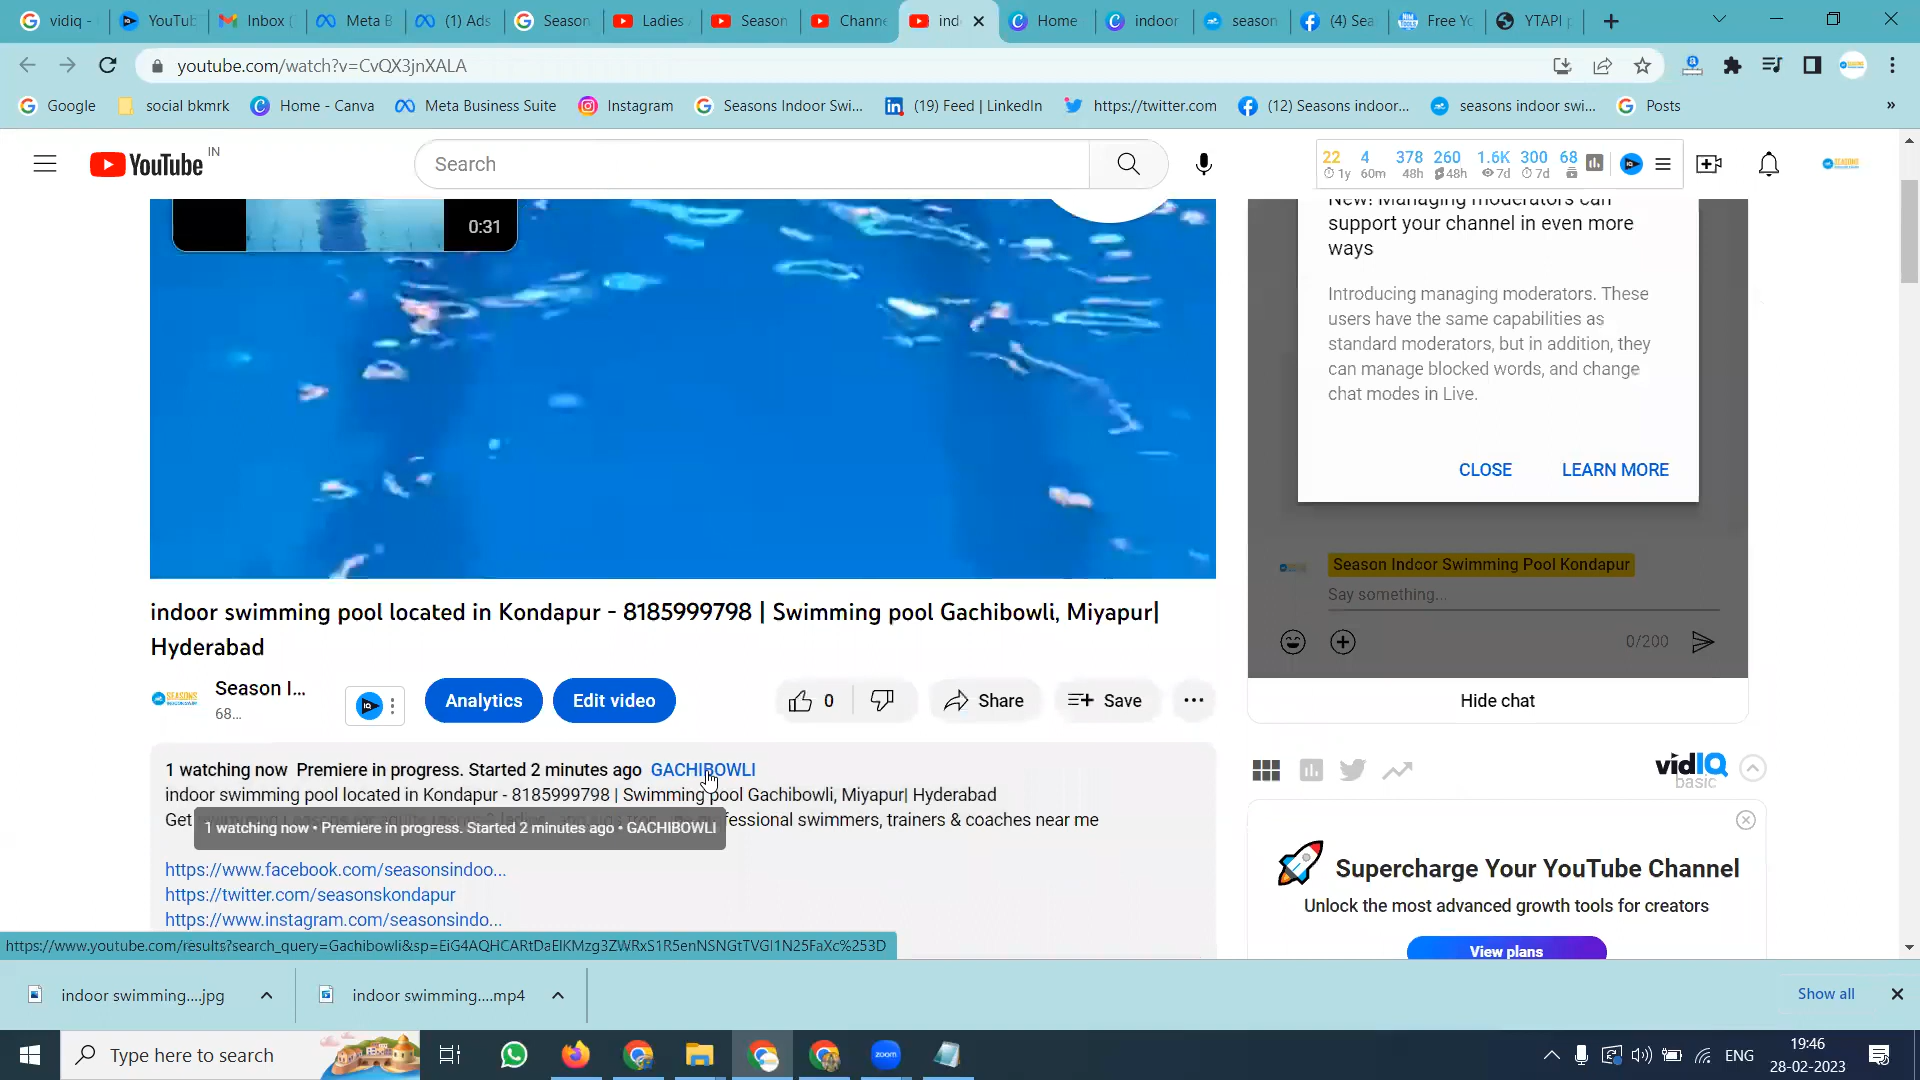 vidiq -
YouTub
Inbox (
Meta B
(1) Ads
Season
Ladies
Season
Channe
ind
Home
indoor
season
(4) Sea
Free Yo
YTAPI
youtube.com/watch?v=CvQX3jnXALA
Google
social bkmrk
Home - Canva
Meta Business Suite
Instagram
Seasons Indoor Swi...
(19) Feed | LinkedIn
https://twitter.com
(12) Seasons indoor...
seasons indoor swi...
Posts
»
YouTube IN
Search
22 4 378 260 1.6K 300 68
1y 60m 48h 48h 7d 7d
0:31
New! Managing moderators can
support your channel in even more
ways
Introducing managing moderators. These
users have the same capabilities as
standard moderators, but in addition, they
can manage blocked words, and change
chat modes in Live.
CLOSE
LEARN MORE
Season Indoor Swimming Pool Kondapur
Say something...
0/200
Hide chat
indoor swimming pool located in Kondapur - 8185999798 | Swimming pool Gachibowli, Miyapur|
Hyderabad
Season I...
68...
Analytics
Edit video
0
Share
Save
1 watching now Premiere in progress. Started 2 minutes ago GACHIBOWLI
indoor swimming pool located in Kondapur - 8185999798 | Swimming pool Gachibowli, Miyapur| Hyderabad
Get fessional swimmers, trainers & coaches near me
1 watching now • Premiere in progress. Started 2 minutes ago • GACHIBOWLI
https://www.facebook.com/seasonsindoo...
https://twitter.com/seasonskondapur
https://www.instagram.com/seasonsindo...
vidIQ
basic
Supercharge Your YouTube Channel
Unlock the most advanced growth tools for creators
View plans
https://www.youtube.com/results?search_query=Gachibowli&sp=EiG4AQHCARtDaElKMzg3ZWRxS1R5enNSNGtTVGI1N25FaXc%253D
indoor swimming....jpg
indoor swimming....mp4
Show all
Type here to search
zoom
ENG
19:46
28-02-2023